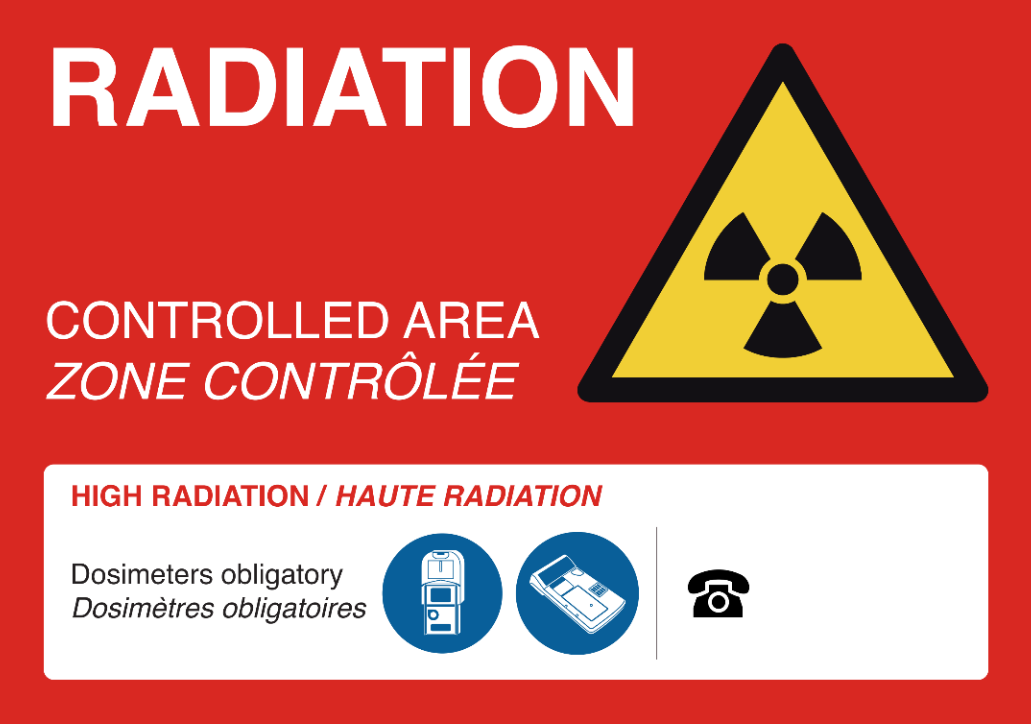 RADIATION
CONTROLLED AREA
ZONE CONTRÔLÉE
HIGH RADIATION / HAUTE RADIATION
Dosimeters obligatory
Dosimètres obligatoires